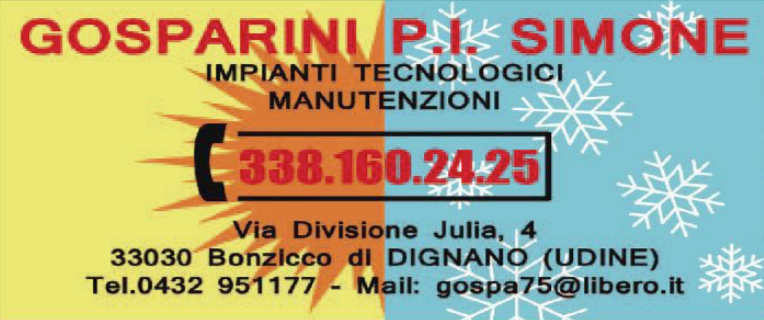 GOSPARINI P.I. SIMONE
IMPIANTI TECNOLOGICI
MANUTENZIONI
338.160.24.25
Via Divisione Julia, 4
33030 Bonzicco di DIGNANO (UDINE)
Tel.0432 951177 - Mail: gospa75@libero.it